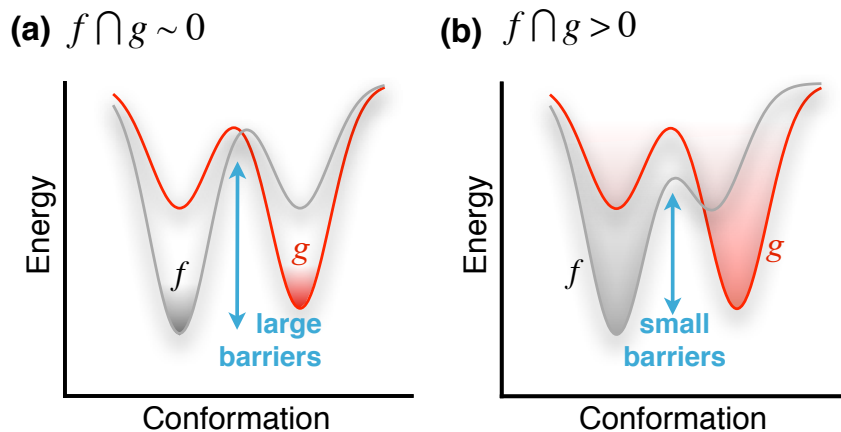 (a) f ⋂ g ~ 0
Energy
f
g
large
barriers
Conformation
(b) f ⋂ g > 0
Energy
f
g
small
barriers
Conformation